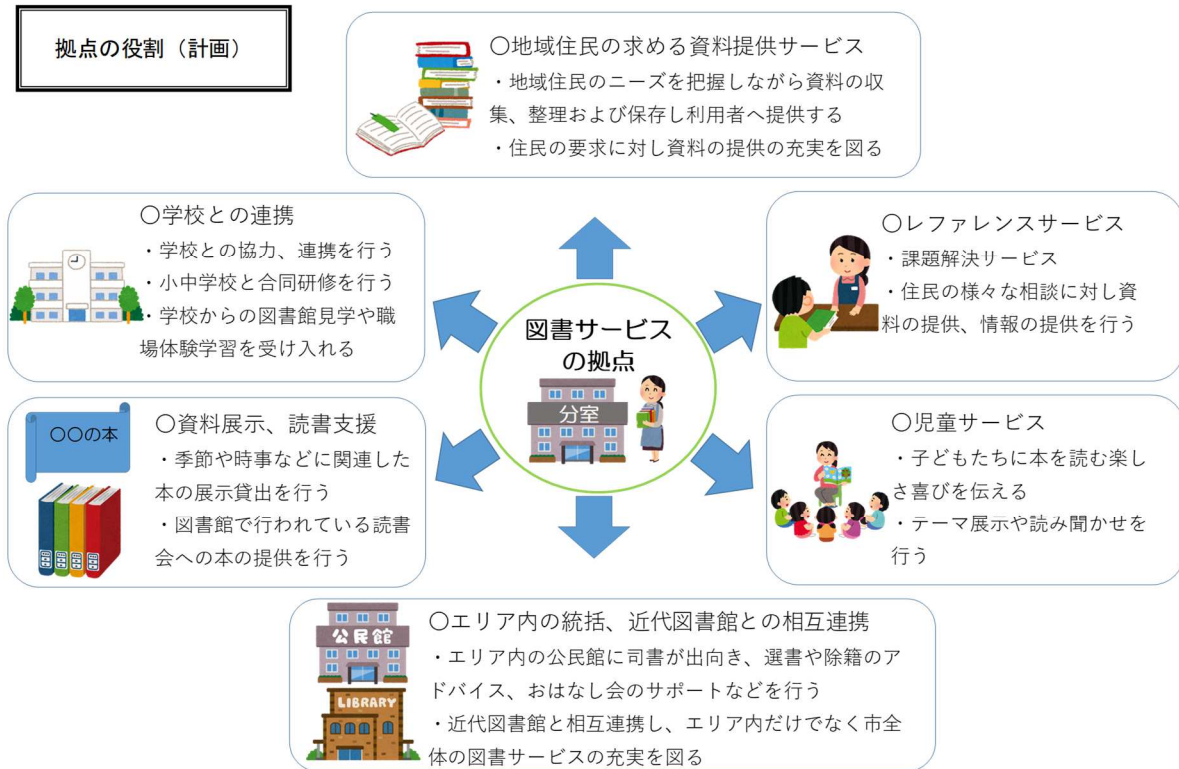 拠点の役割（計画）
〇地域住民の求める資料提供サービス
・地域住民のニーズを把握しながら資料の収
集、整理および保存し利用者へ提供する
・住民の要求に対し資料の提供の充実を図る
〇学校との連携
・学校との協力、連携を行う
・小中学校と合同研修を行う
・学校からの図書館見学や職
場体験学習を受け入れる
〇レファレンスサービス
・課題解決サービス
・住民の様々な相談に対し資
料の提供、情報の提供を行う
図書サービス
の拠点
分室
〇〇の本
〇資料展示、読書支援
・季節や時事などに関連した
本の展示貸出を行う
・図書館で行われている読書
会への本の提供を行う
〇児童サービス
・子どもたちに本を読む楽し
さ喜びを伝える
・テーマ展示や読み聞かせを
行う
公民館
LIBRARY
〇エリア内の統括、近代図書館との相互連携
・エリア内の公民館に司書が出向き、選書や除籍のア
ドバイス、おはなし会のサポートなどを行う
・近代図書館と相互連携し、エリア内だけでなく市全
体の図書サービスの充実を図る